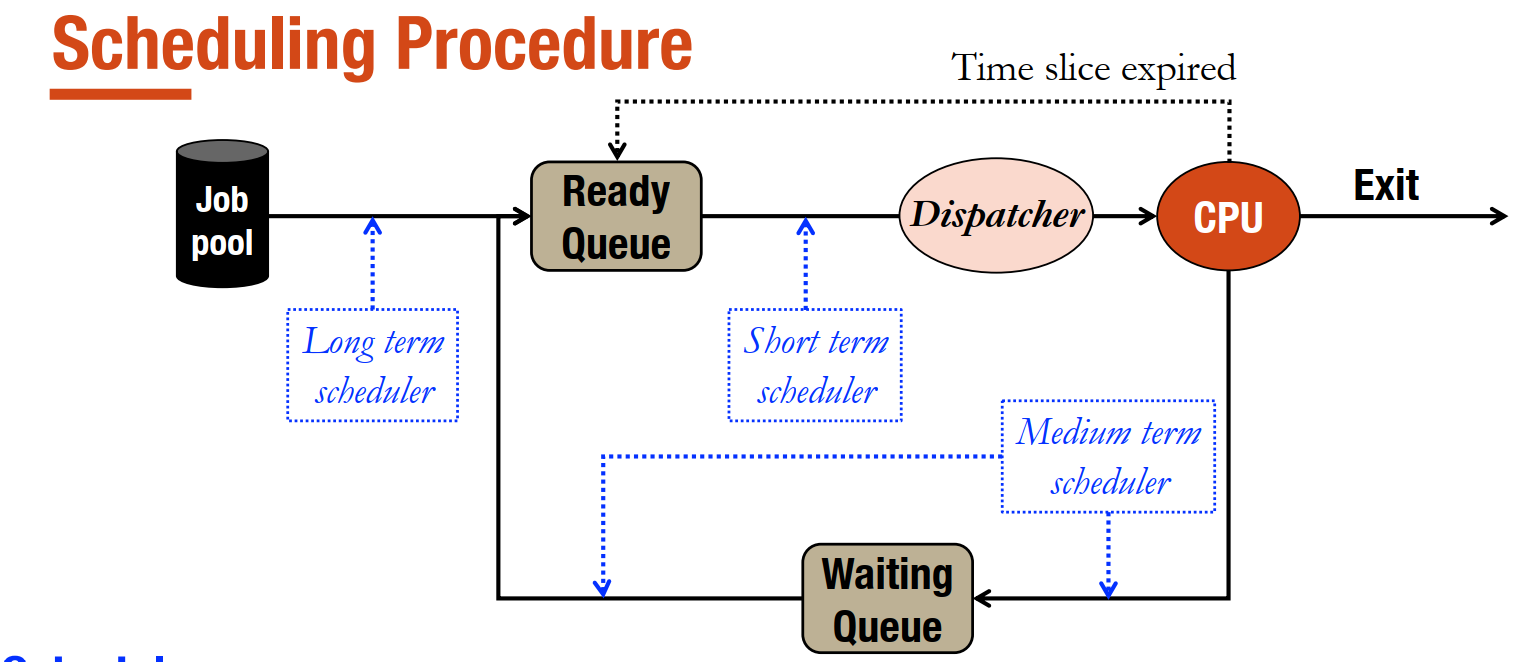 Scheduling Procedure
Time slice expired
Job
pool
Ready
Queue
Dispatcher
CPU
Exit
Long term
scheduler
Short term
scheduler
Medium term
scheduler
Waiting
Queue